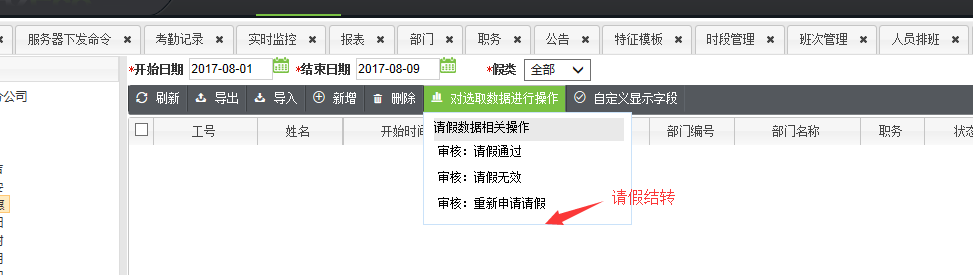 服务器下发命令 考勤记录 实时监控 报表 部门 职务 公告 特征模板 时段管理 班次管理 人员排班
*开始日期 2017-08-01 *结束日期 2017-08-09 *假类 全部
公司
刷新 导出 导入 新增 删除 对选取数据进行操作 自定义显示字段
工号 姓名 开始时间 部门编号 部门名称 职务 状态
请假数据相关操作
审核：请假通过
审核：请假无效
审核：重新申请请假
请假结转